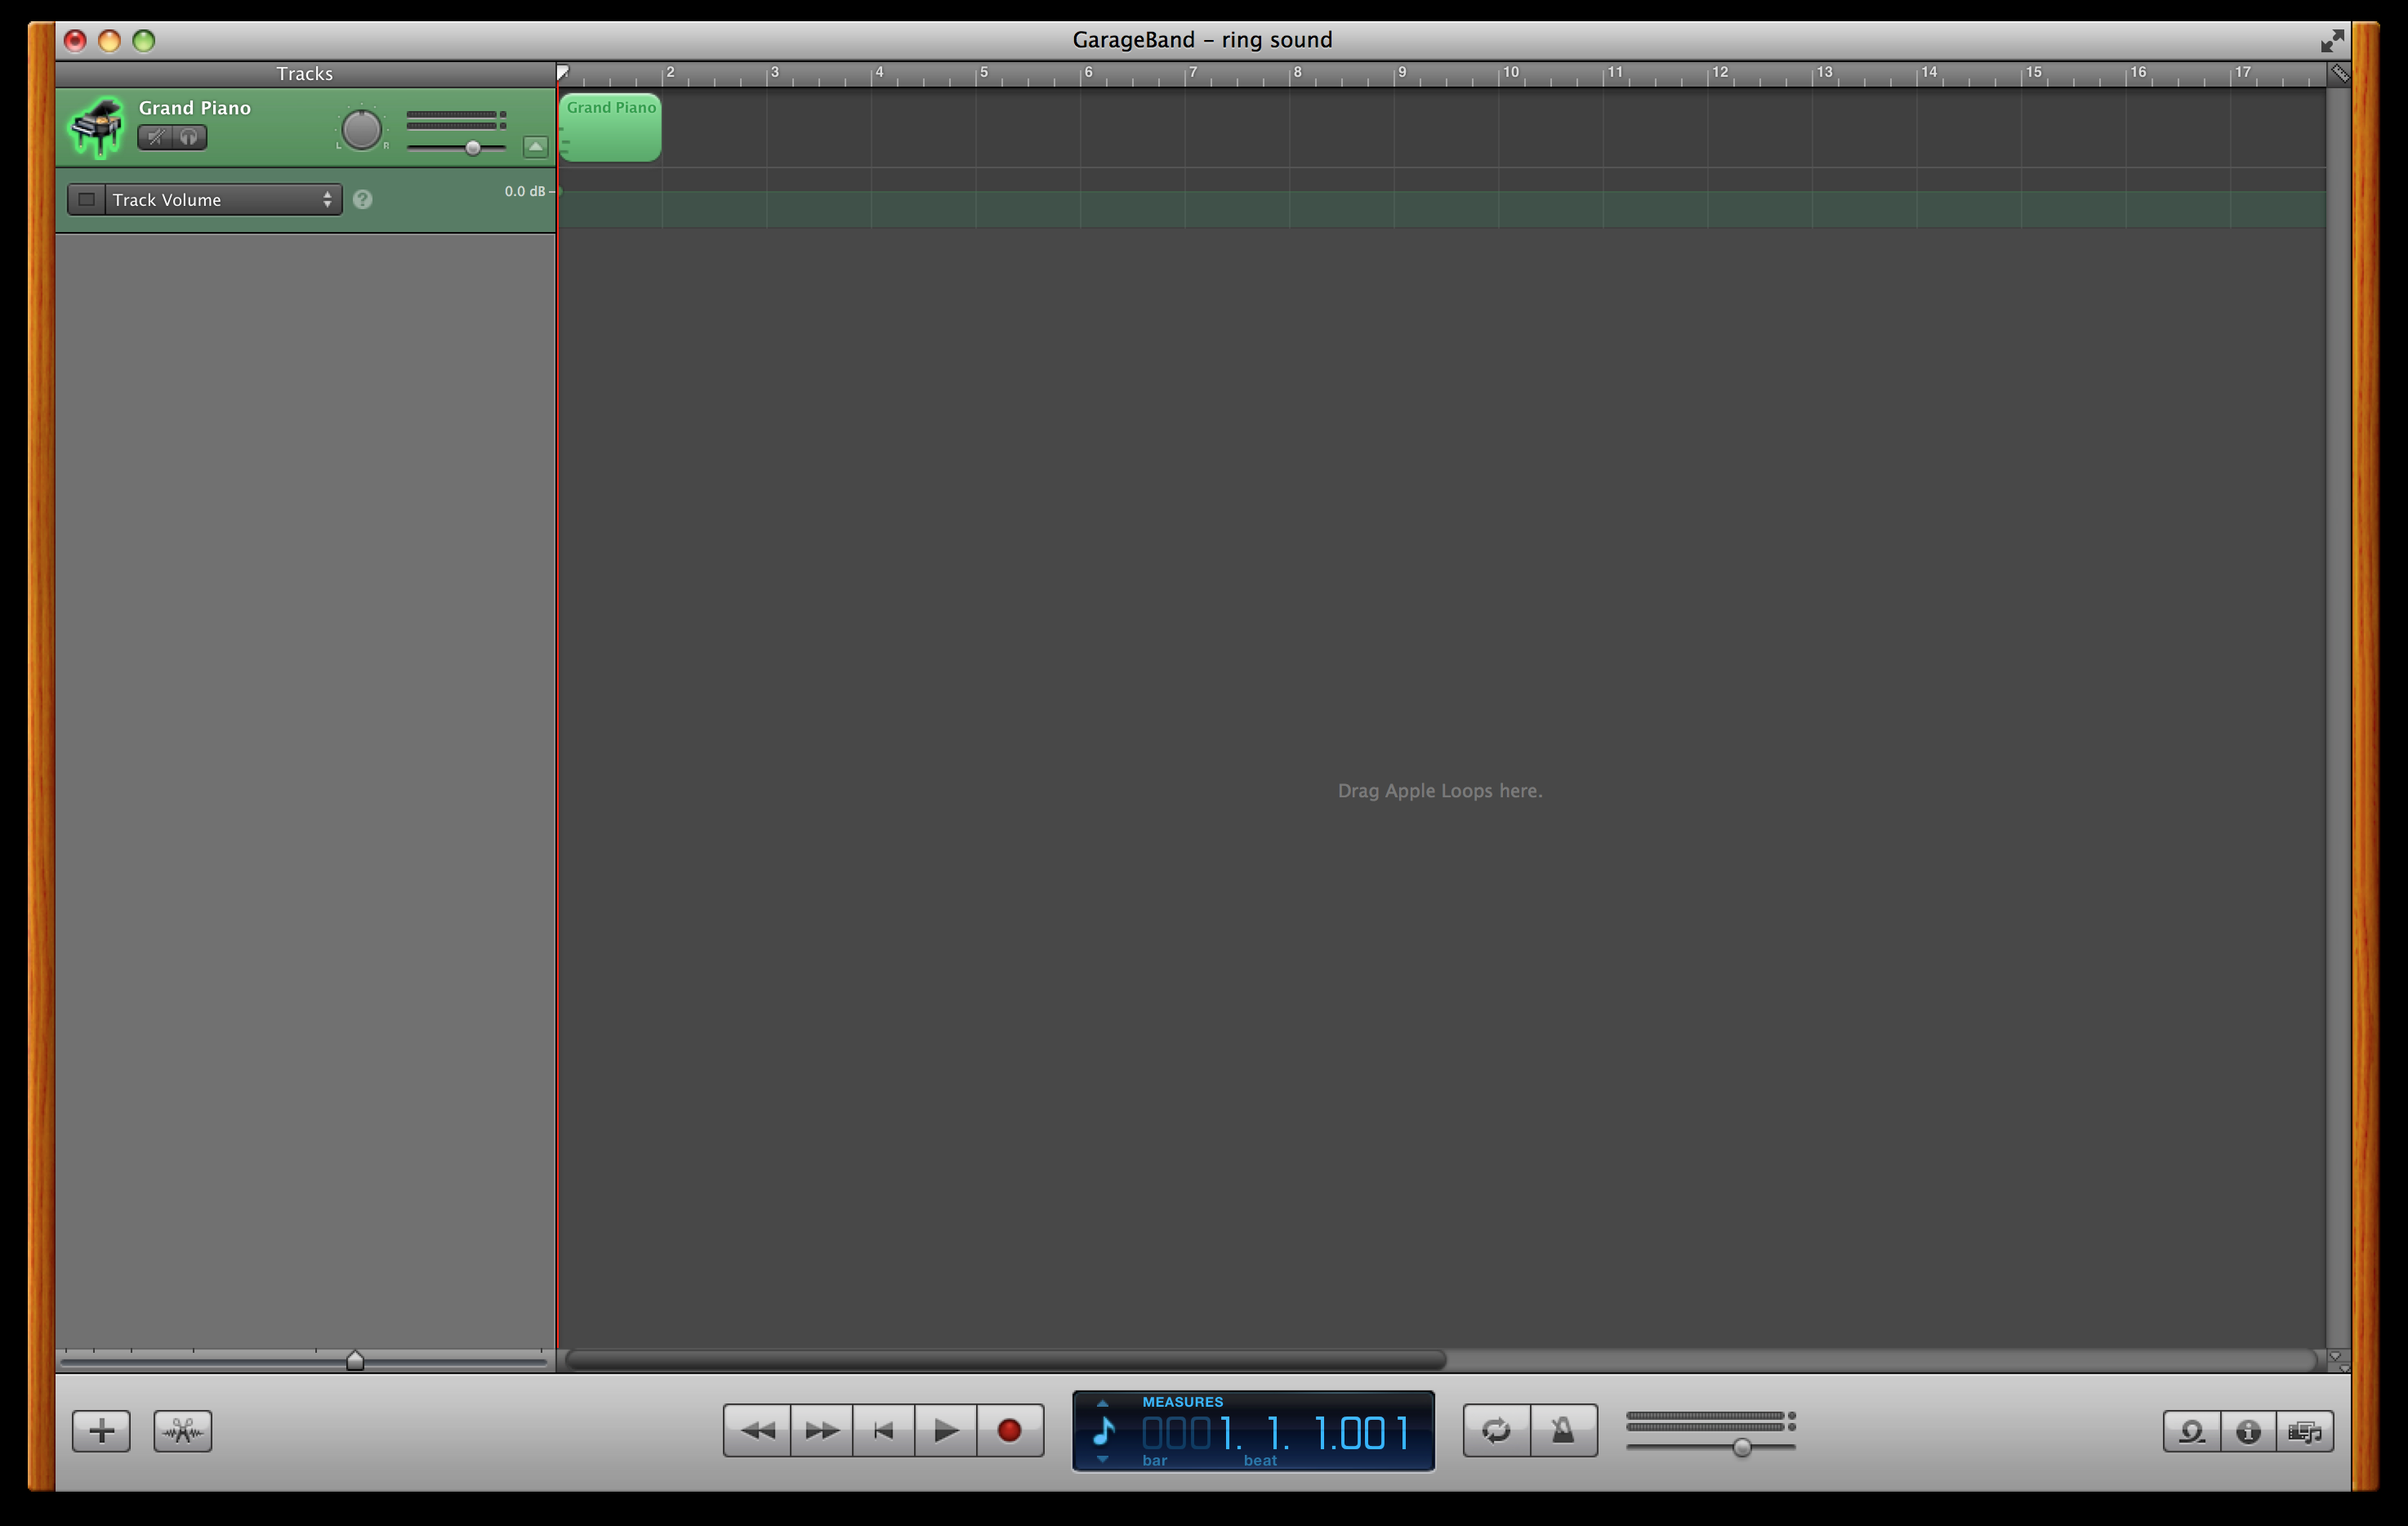 GarageBand – ring sound
Tracks
2 3 4 5 6 7 8 9 10 11 12 13 14 15 16 17
Grand Piano
L R
Grand Piano
Track Volume
?
0.0 dB
Drag Apple Loops here.
MEASURES
0001. 1. 1.001
bar beat